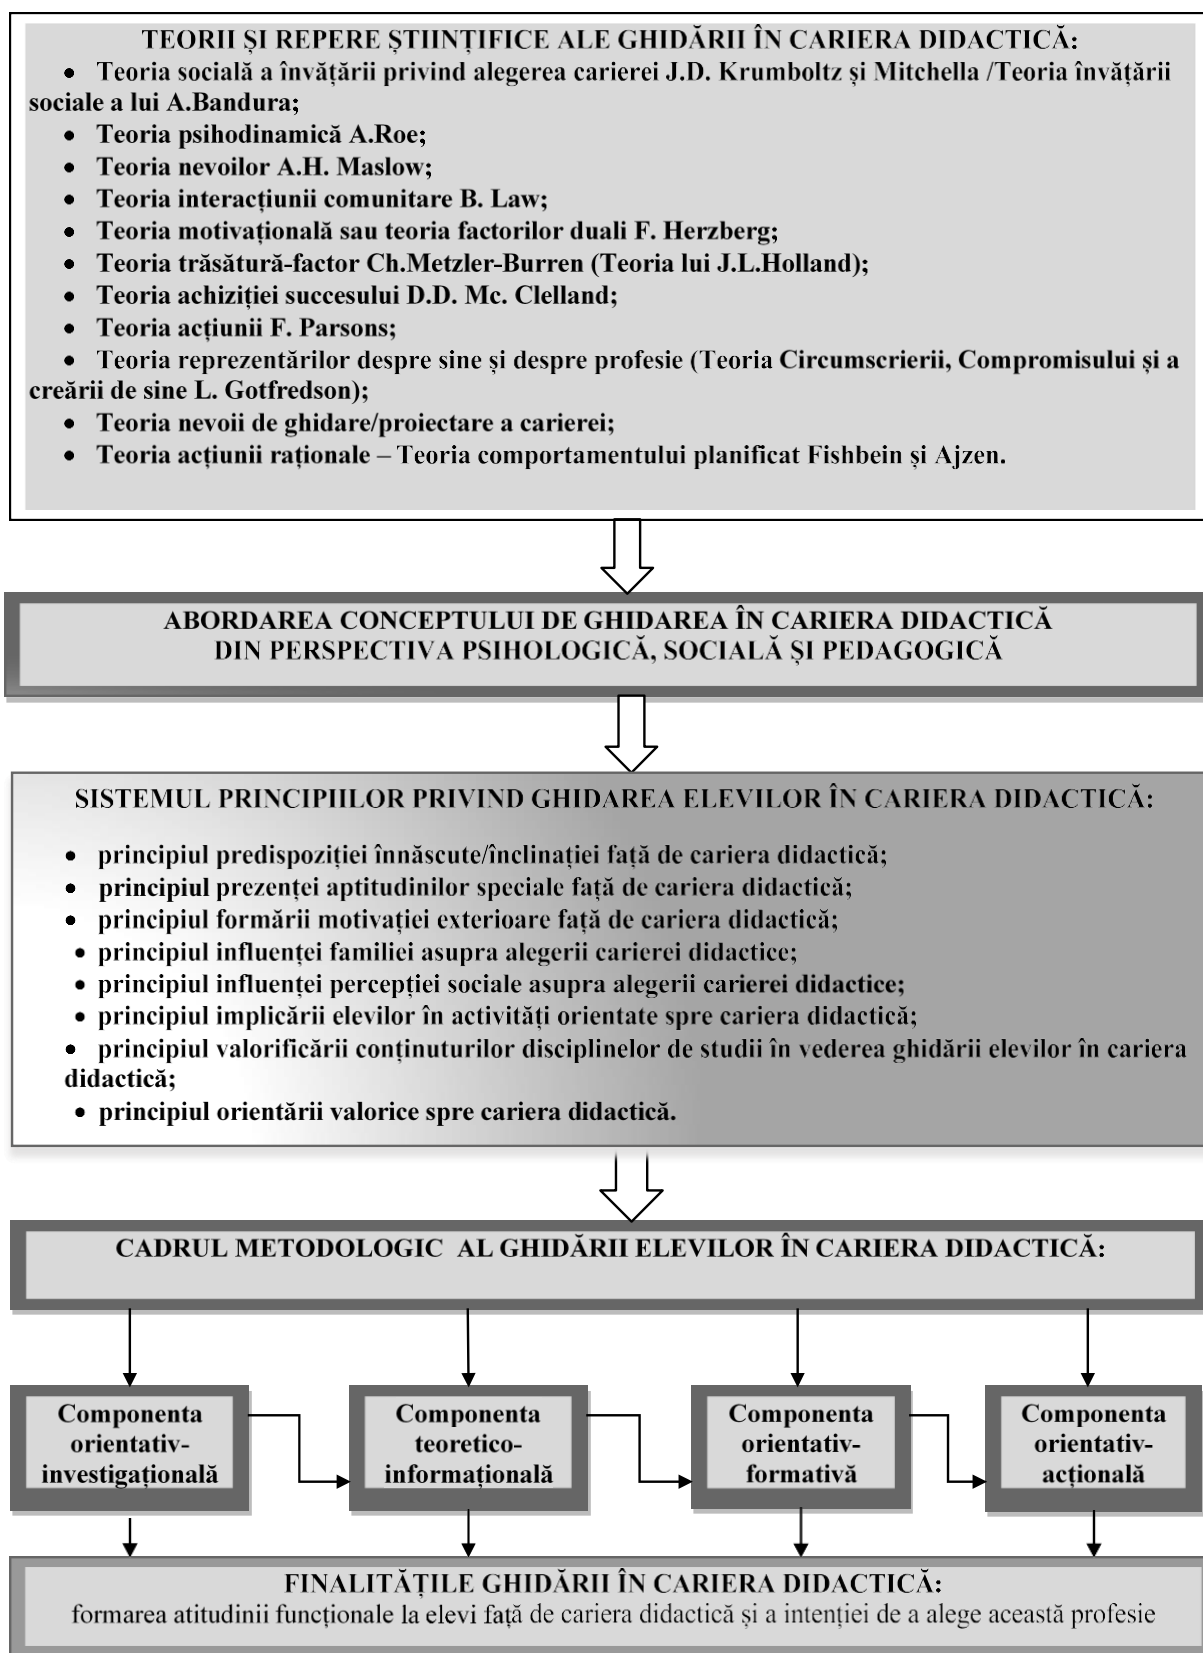 TEORII ȘI REPERE ȘTIINȚIFICE ALE GHIDĂRII ÎN CARIERA DIDACTICĂ:
• Teoria socială a învățării privind alegerea carierei J.D. Krumboltz și Mitchella /Teoria învățării
sociale a lui A.Bandura;
• Teoria psihodinamică A.Roe;
• Teoria nevoilor A.H. Maslow;
• Teoria interacțiunii comunitare B. Law;
• Teoria motivațională sau teoria factorilor duali F. Herzberg;
• Teoria trăsătură-factor Ch.Metzler-Burren (Teoria lui J.L.Holland);
• Teoria achiziției succesului D.D. Mc. Clelland;
• Teoria acțiunii F. Parsons;
• Teoria reprezentărilor despre sine și despre profesie (Teoria Circumscrierii, Compromisului și a
creării de sine L. Gotfredson);
• Teoria nevoii de ghidare/proiectare a carierei;
• Teoria acțiunii raționale – Teoria comportamentului planificat Fishbein și Ajzen.
ABORDAREA CONCEPTULUI DE GHIDAREA ÎN CARIERA DIDACTICĂ
DIN PERSPECTIVA PSIHOLOGICĂ, SOCIALĂ ȘI PEDAGOGICĂ
SISTEMUL PRINCIPIILOR PRIVIND GHIDAREA ELEVILOR ÎN CARIERA DIDACTICĂ:
• principiul predispoziției înnăscute/înclinației față de cariera didactică;
• principiul prezenței aptitudinilor speciale față de cariera didactică;
• principiul formării motivației exterioare față de cariera didactică;
• principiul influenței familiei asupra alegerii carierei didactice;
• principiul influenței percepției sociale asupra alegerii carierei didactice;
• principiul implicării elevilor în activități orientate spre cariera didactică;
• principiul valorificării conținuturilor disciplinelor de studii în vederea ghidării elevilor în cariera
didactică;
• principiul orientării valorice spre cariera didactică.
CADRUL METODOLOGIC AL GHIDĂRII ELEVILOR ÎN CARIERA DIDACTICĂ:
Componenta
orientativ-
investigațională
Componenta
teoretico-
informațională
Componenta
orientativ-
formativă
Componenta
orientativ-
acțională
FINALITĂȚILE GHIDĂRII ÎN CARIERA DIDACTICĂ:
formarea atitudinii funcționale la elevi față de cariera didactică și a intenției de a alege această profesie